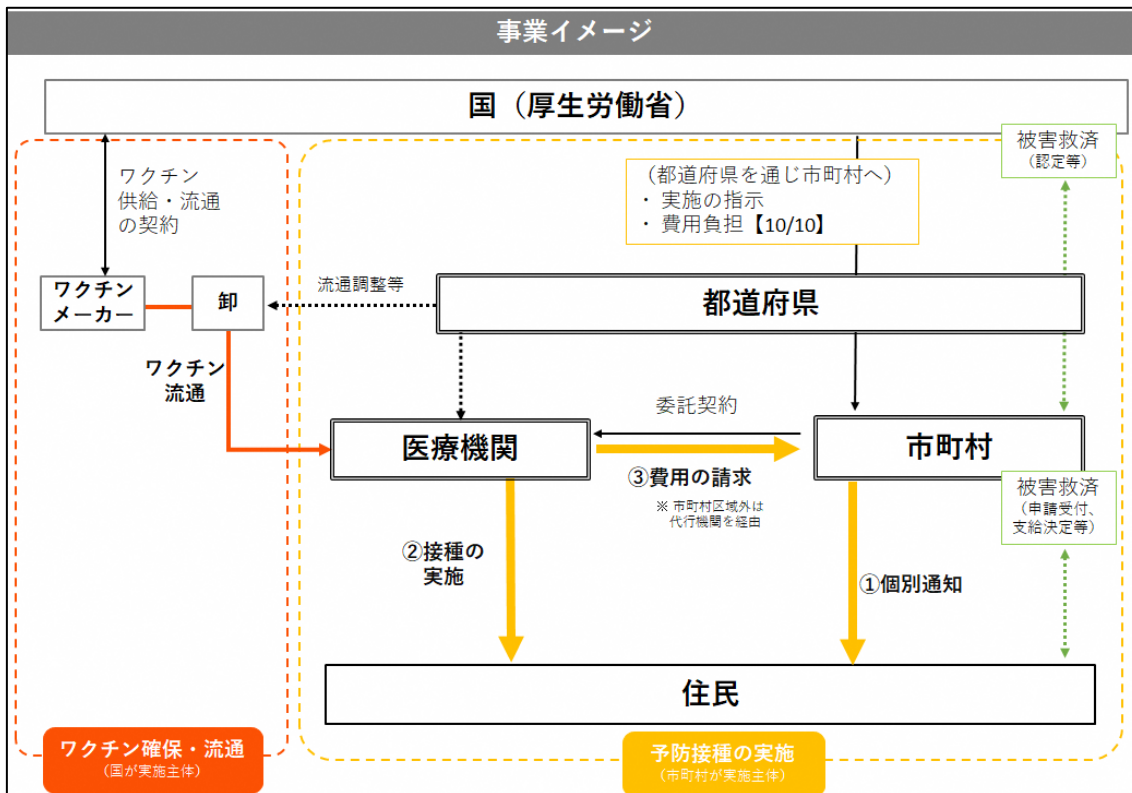 事業イメージ
国（厚生労働省）
ワクチン
供給・流通
の契約
（都道府県を通じ市町村へ）
・ 実施の指示
・ 費用負担【10/10】
被害救済
（認定等）
ワクチン
メーカー
卸
流通調整等
都道府県
ワクチン
流通
医療機関
委託契約
市町村
③費用の請求
※ 市町村区域外は
代行機関を経由
被害救済
（申請受付、
支給決定等）
②接種の
実施
①個別通知
住民
ワクチン確保・流通
（国が実施主体）
予防接種の実施
（市町村が実施主体）